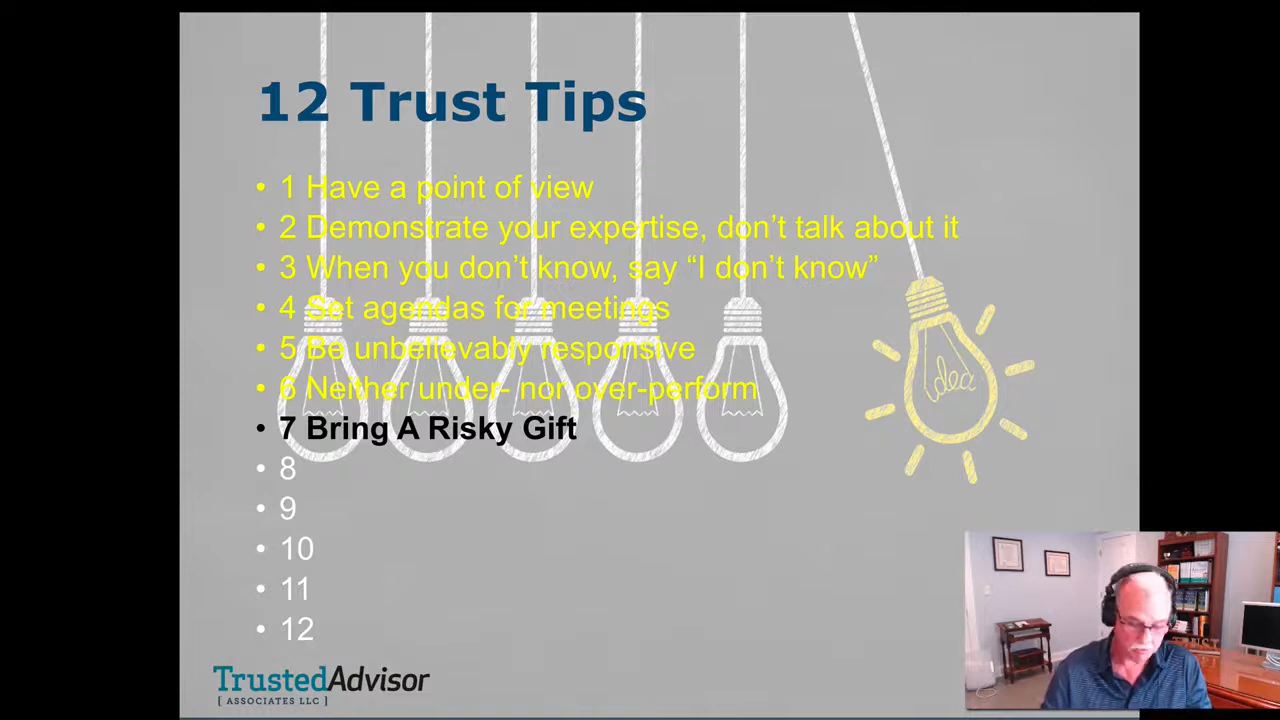 12 Trust Tips
• 1 Have a point of view
• 2 Demonstrate your expertise, don’t talk about it
• 3 When you don’t know, say “I don’t know”
• 4 Set agendas for meetings
• 5 Be unbelievably responsive
• 6 Neither under- nor over-perform
• 7 Bring A Risky Gift
• 8
• 9
• 10
• 11
• 12
idea
TrustedAdvisor
[ ASSOCIATES LLC ]
TRUST